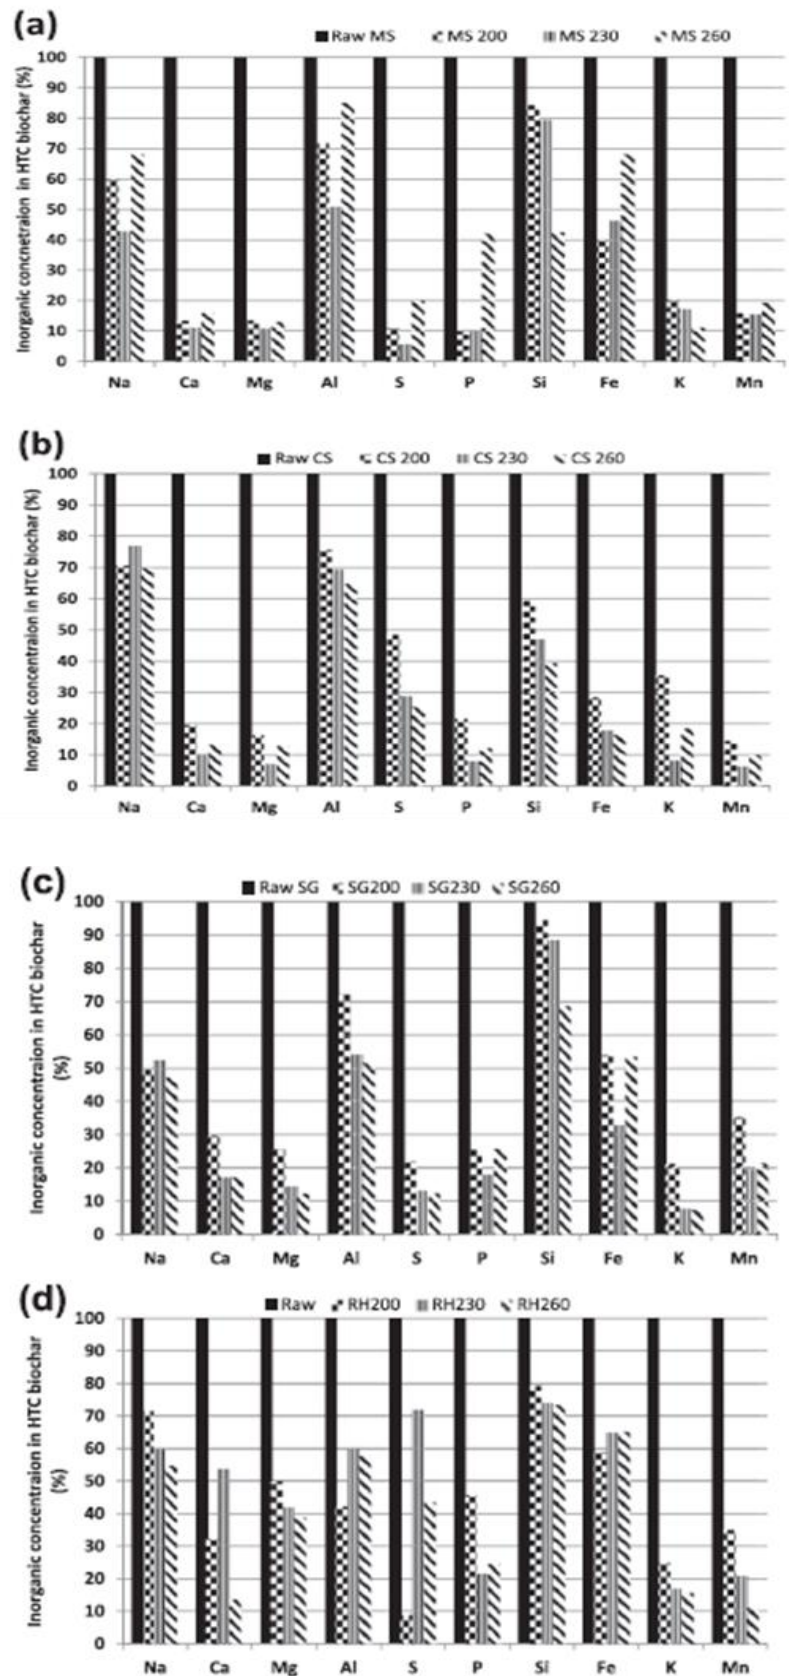 (a)
Raw MS MS 200 MS 230 MS 260
Inorganic concnetraion in HTC biochar (%)
100
90
80
70
60
50
40
30
20
10
0
Na Ca Mg Al S P Si Fe K Mn
(b)
Raw CS CS 200 CS 230 CS 260
Inorganic concentraion in HTC biochar (%)
100
90
80
70
60
50
40
30
20
10
0
Na Ca Mg Al S P Si Fe K Mn
(c)
Raw SG SG200 SG230 SG260
Inorganic concentraion in HTC biochar
(%)
100
90
80
70
60
50
40
30
20
10
0
Na Ca Mg Al S P Si Fe K Mn
(d)
Raw RH200 RH230 RH260
Inorganic concentraion in HTC biochar
(%)
100
90
80
70
60
50
40
30
20
10
0
Na Ca Mg Al S P Si Fe K Mn